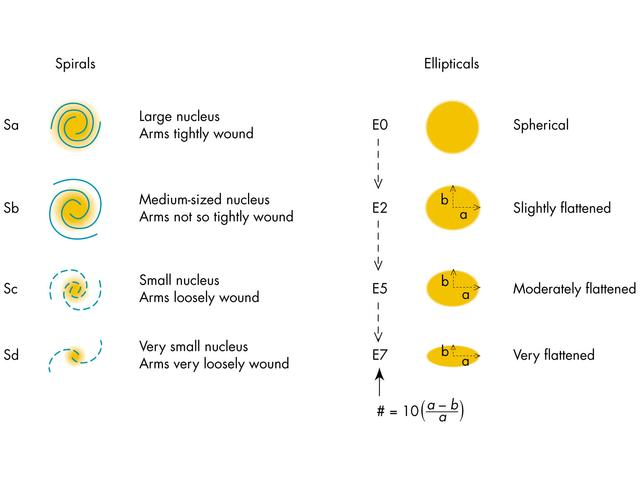 Spirals
Sa
Large nucleus
Arms tightly wound
Sb
Medium-sized nucleus
Arms not so tightly wound
Sc
Small nucleus
Arms loosely wound
Sd
Very small nucleus
Arms very loosely wound
Ellipticals
E0
Spherical
E2
b
a
Slightly flattened
E5
b
a
Moderately flattened
E7
b
a
Very flattened
# = 10(a – b / a)